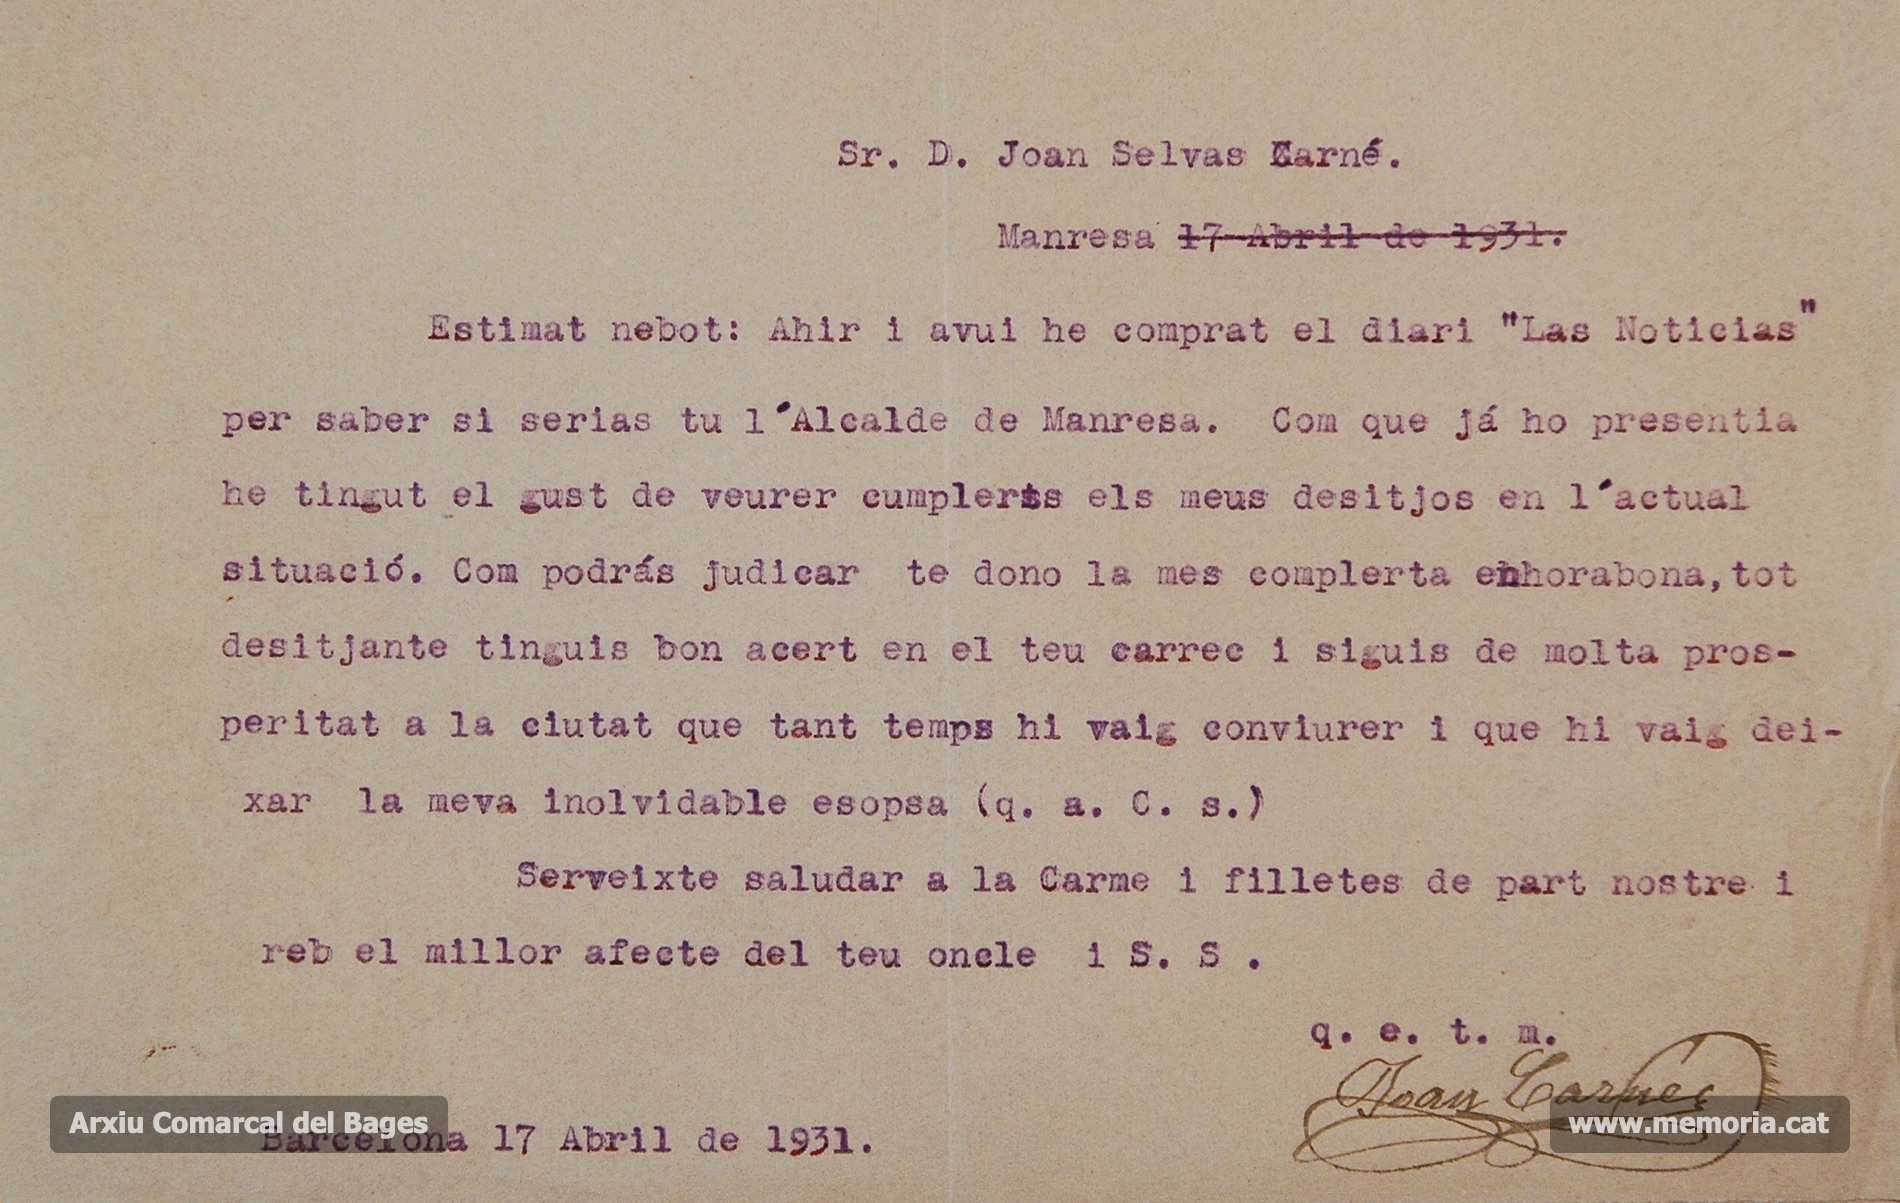 Sr. D. Joan Selvas Carné.
Manresa 17 Abril de 1931.
Estimat nebot: Ahir i avui he comprat el diari "Las Noticias"
per saber si serias tu l'Alcalde de Manresa. Com que já ho presentia
he tingut el gust de veurer cumplerts els meus desitjos en l'actual
situació. Com podrás judicar te dono la mes complerta enhorabona, tot
desitjante tinguis bon acert en el teu carrec i siguis de molta pros-
peritat a la ciutat que tant temps hi vaig conviurer i que hi vaig dei-
xar la meva inolvidable esopsa (q. a. C. s.)
Serveixte saludar a la Carme i filletes de part nostre i
reb el millor afecte del teu oncle i S. S .
q. e. t. m.
Joan Carnec
Barcelona 17 Abril de 1931.
Arxiu Comarcal del Bages
www.memoria.cat